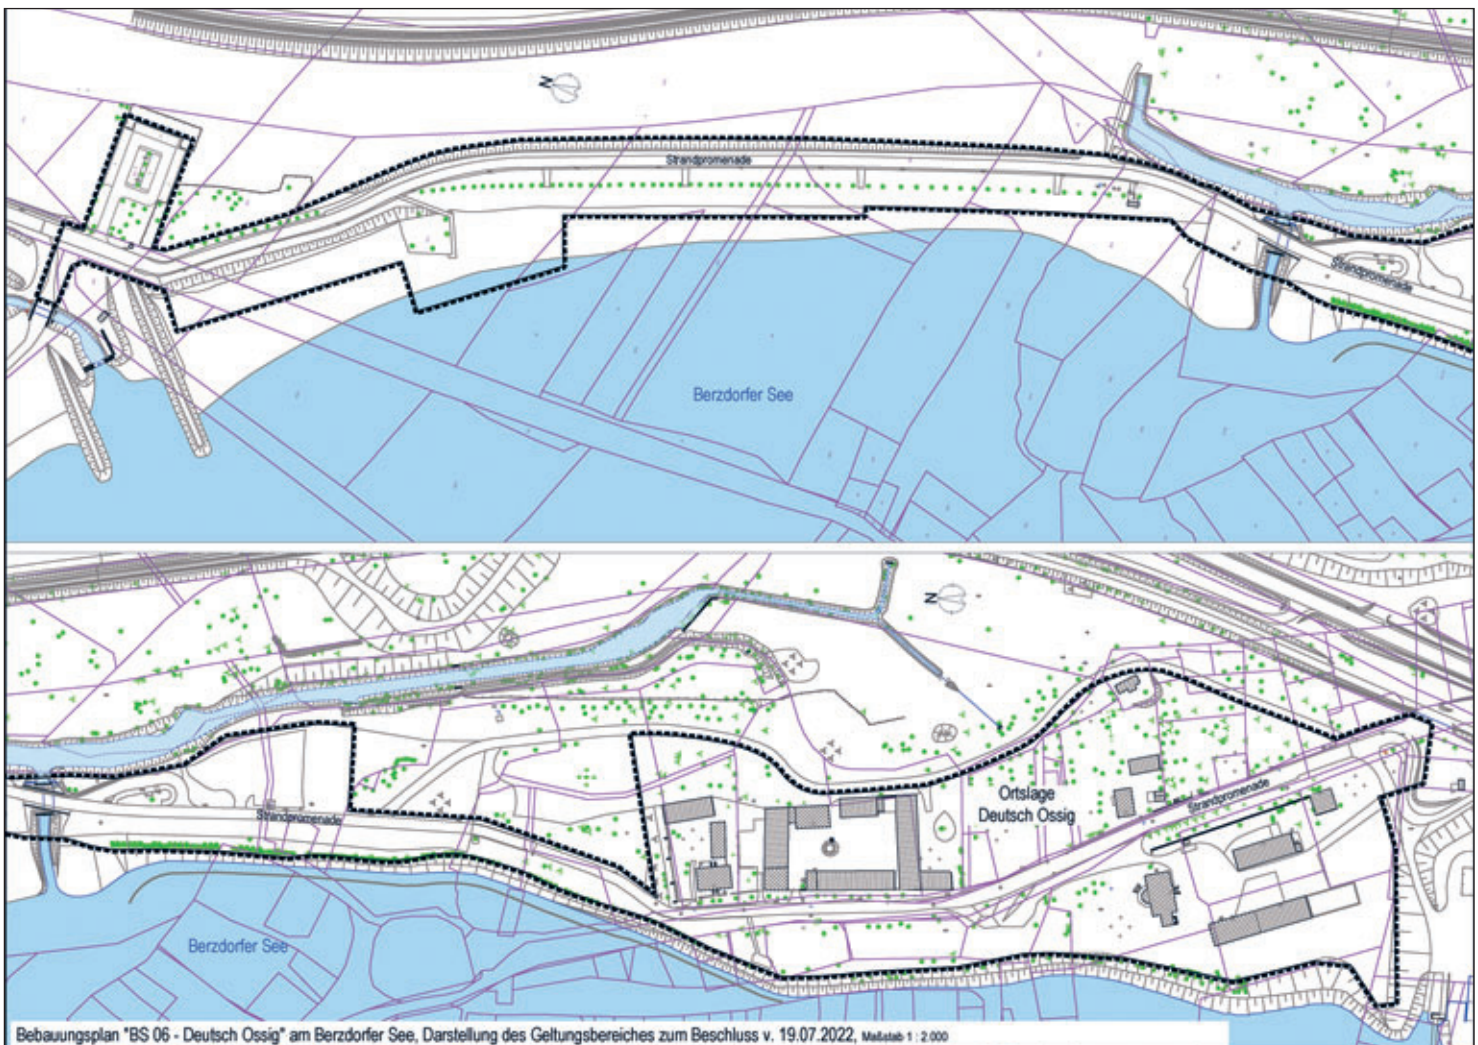 N
Strandpromenade
Strandpromenade
Berzdorfer See
N
Ortslage
Deutsch Ossig
Strandpromenade
Strandpromenade
Berzdorfer See
Bebauungsplan "BS 06 - Deutsch Ossig" am Berzdorfer See, Darstellung des Geltungsbereiches zum Beschluss v. 19.07.2022, Maßstab 1 : 2 000